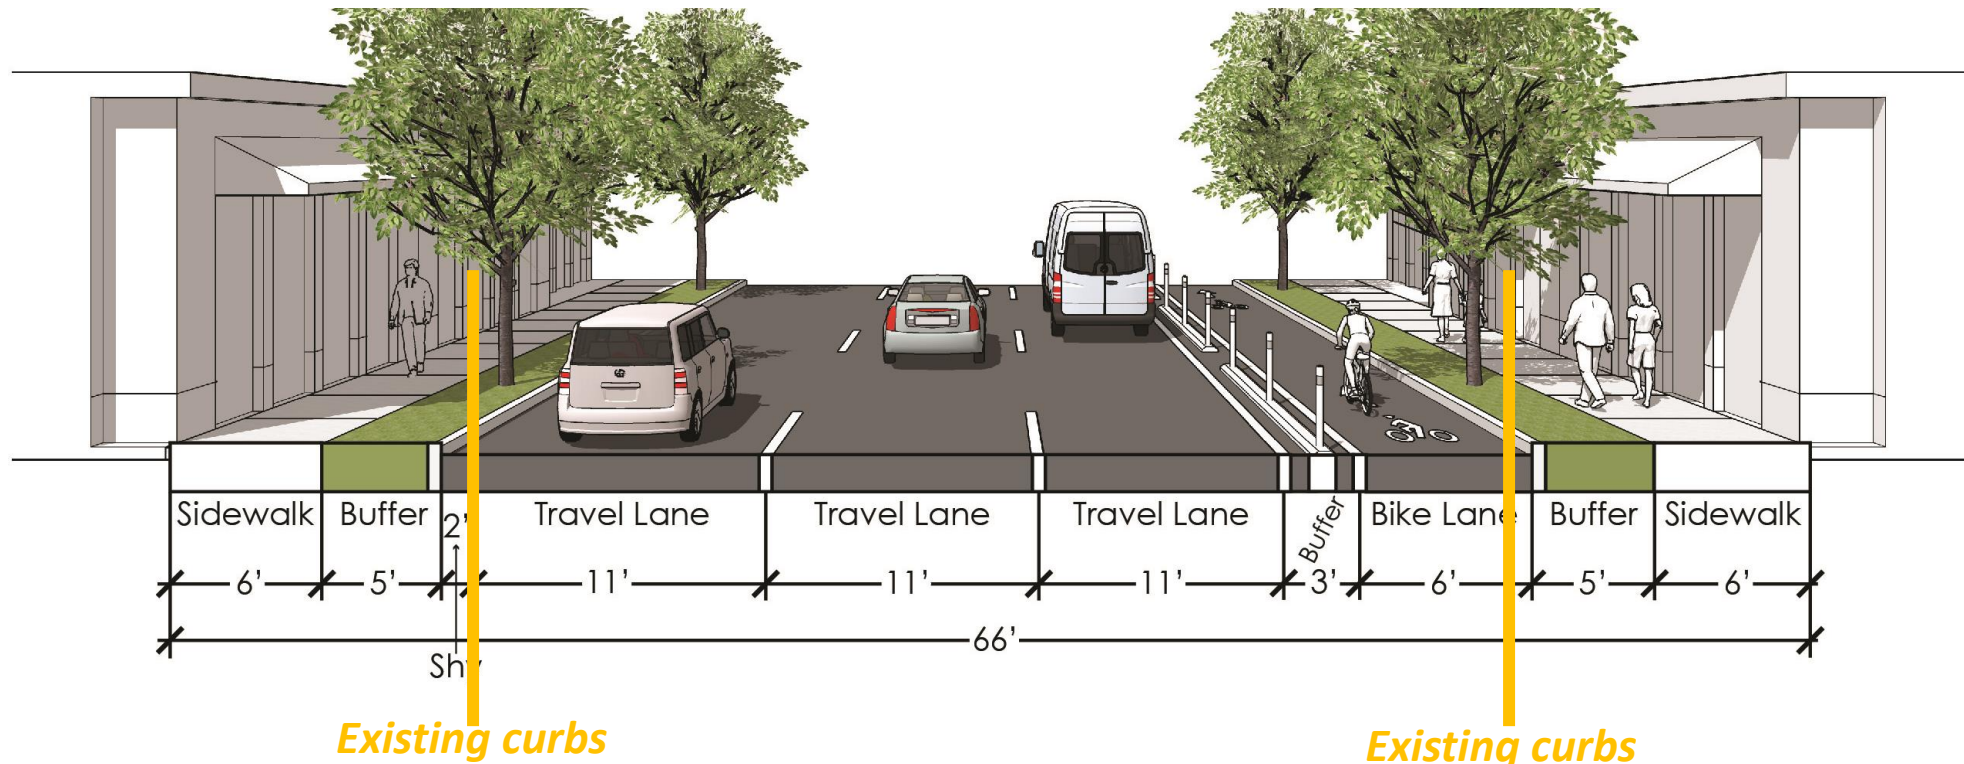 Sidewalk
Buffer
2'
Travel Lane
Travel Lane
Travel Lane
Buffer
Bike Lane
Buffer
Sidewalk
6'
5'
11'
11'
11'
3'
6'
5'
6'
66'
Shy
Existing curbs
Existing curbs